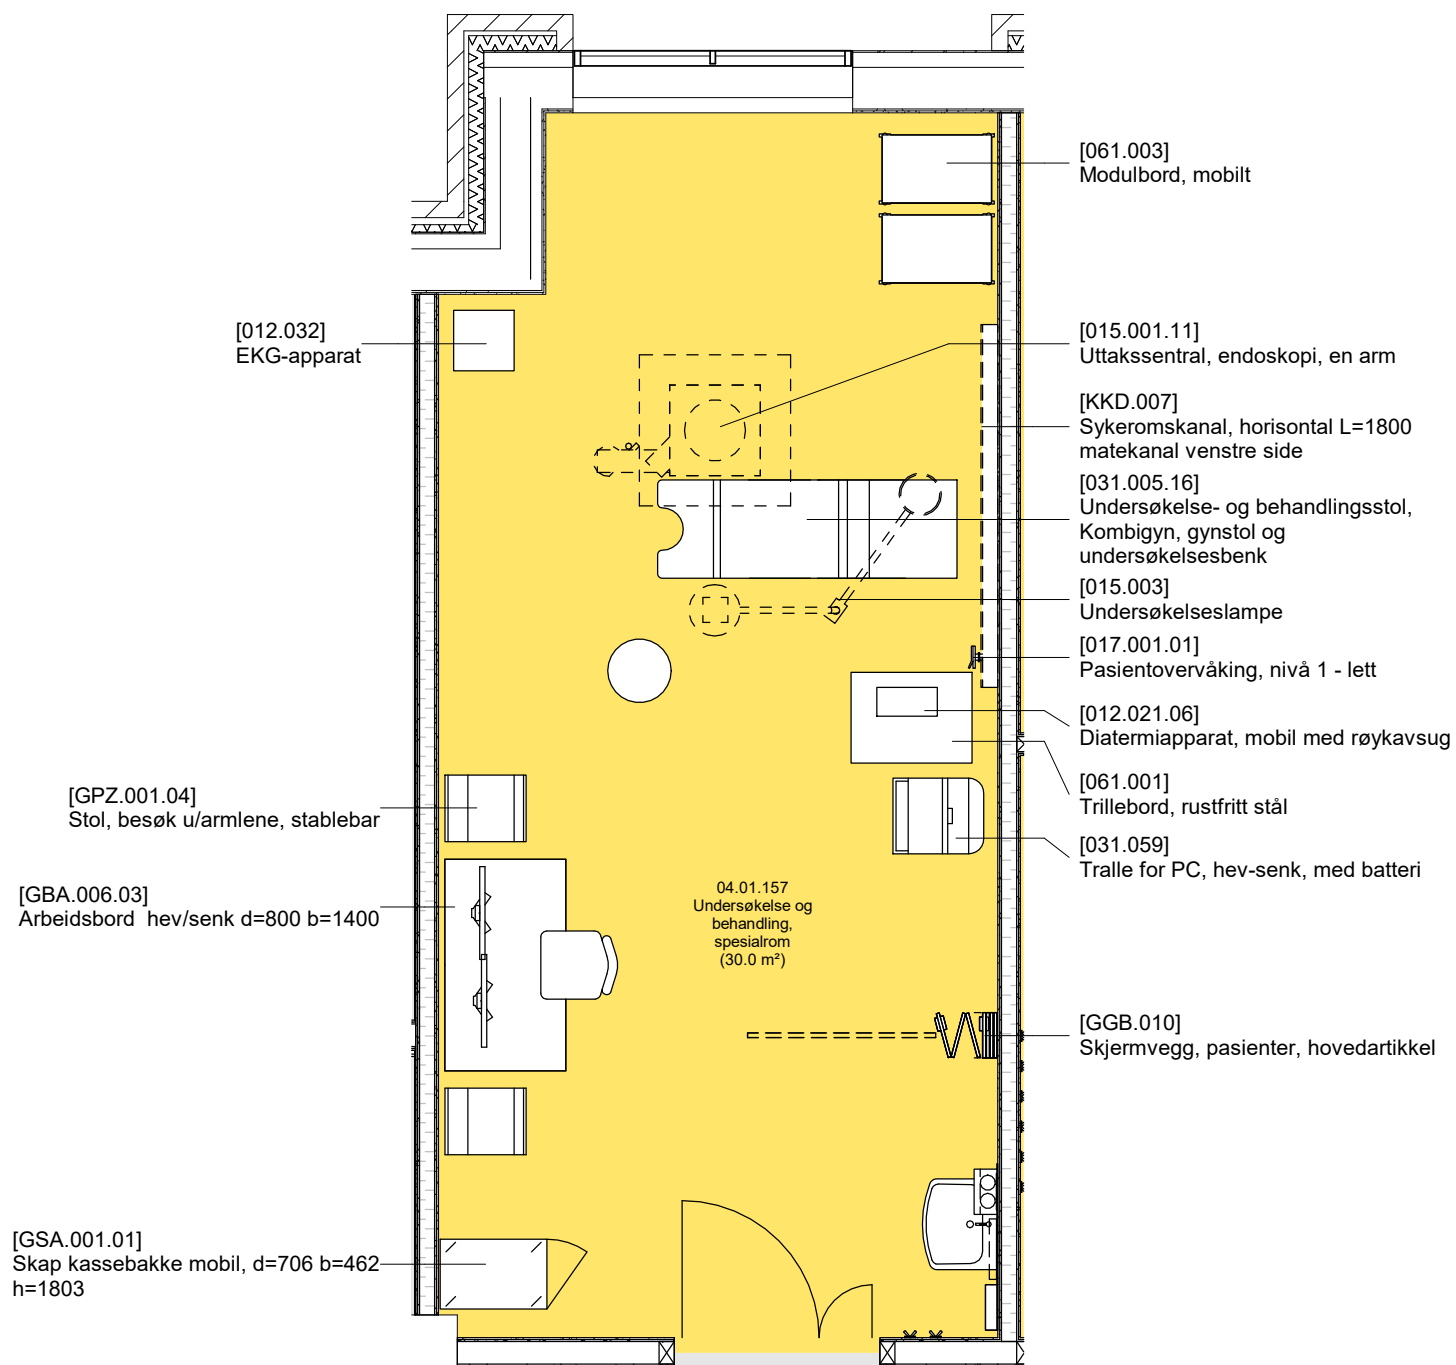 [061.003]
Modulbord, mobilt
[012.032]
EKG-apparat
[015.001.11]
Uttakssentral, endoskopi, en arm
[KKD.007]
Sykeromskanal, horisontal L=1800
matekanal venstre side
[031.005.16]
Undersøkelse- og behandlingsstol,
Kombigyn, gynstol og
undersøkelsesbenk
[015.003]
Undersøkelseslampe
[017.001.01]
Pasientovervåking, nivå 1 - lett
[012.021.06]
Diatermiapparat, mobil med røykavsug
[061.001]
Trillebord, rustfritt stål
[GPZ.001.04]
Stol, besøk u/armlene, stablebar
[031.059]
Tralle for PC, hev-senk, med batteri
[GBA.006.03]
Arbeidsbord  hev/senk d=800 b=1400
04.01.157
Undersøkelse og
behandling,
spesialrom
(30.0 m²)
[GGB.010]
Skjermvegg, pasienter, hovedartikkel
[GSA.001.01]
Skap kassebakke mobil, d=706 b=462
h=1803